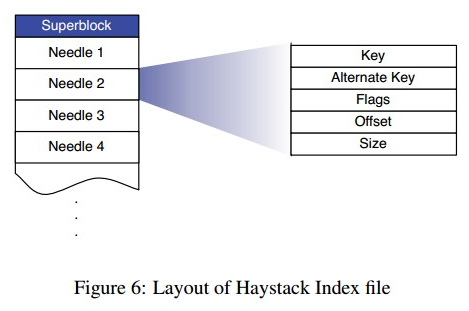 Superblock
Needle 1
Needle 2
Needle 3
Needle 4
.
.
.
Key
Alternate Key
Flags
Offset
Size
Figure 6: Layout of Haystack Index file